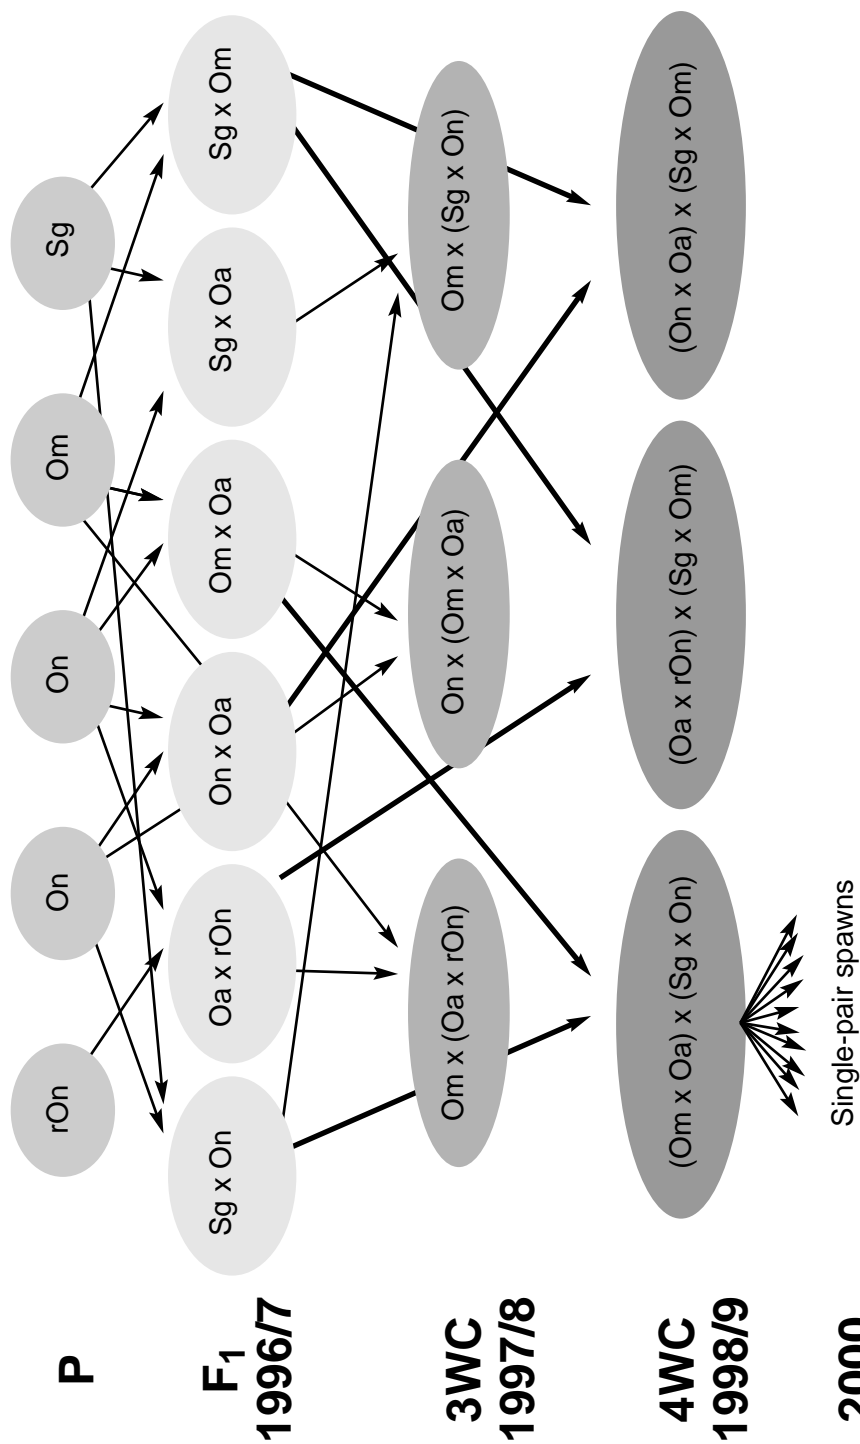 P
rOn
On
On
Om
Sg
F1
1996/7
Sg x On
Oa x rOn
On x Oa
Om x Oa
Sg x Oa
Sg x Om
3WC
1997/8
Om x (Oa x rOn)
On x (Om x Oa)
Om x (Sg x On)
4WC
1998/9
(Om x Oa) x (Sg x On)
(Oa x rOn) x (Sg x Om)
(On x Oa) x (Sg x Om)
2000
Single-pair spawns